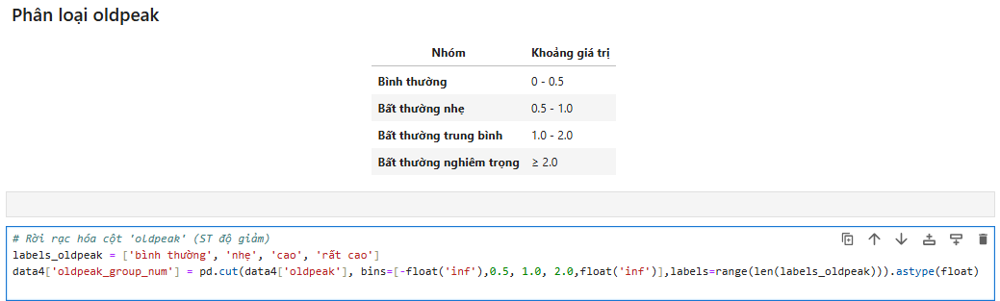 Phân loại oldpeak
Nhóm Khoảng giá trị
Bình thường 0 - 0.5
Bất thường nhẹ 0.5 - 1.0
Bất thường trung bình 1.0 - 2.0
Bất thường nghiêm trọng ≥ 2.0
# Rời rạc hóa cột 'oldpeak' (ST độ giảm)
labels_oldpeak = ['bình thường', 'nhẹ', 'cao', 'rất cao']
data4['oldpeak_group_num'] = pd.cut(data4['oldpeak'], bins=[-float('inf'),0.5, 1.0, 2.0,float('inf')],labels=range(len(labels_oldpeak))).astype(float)